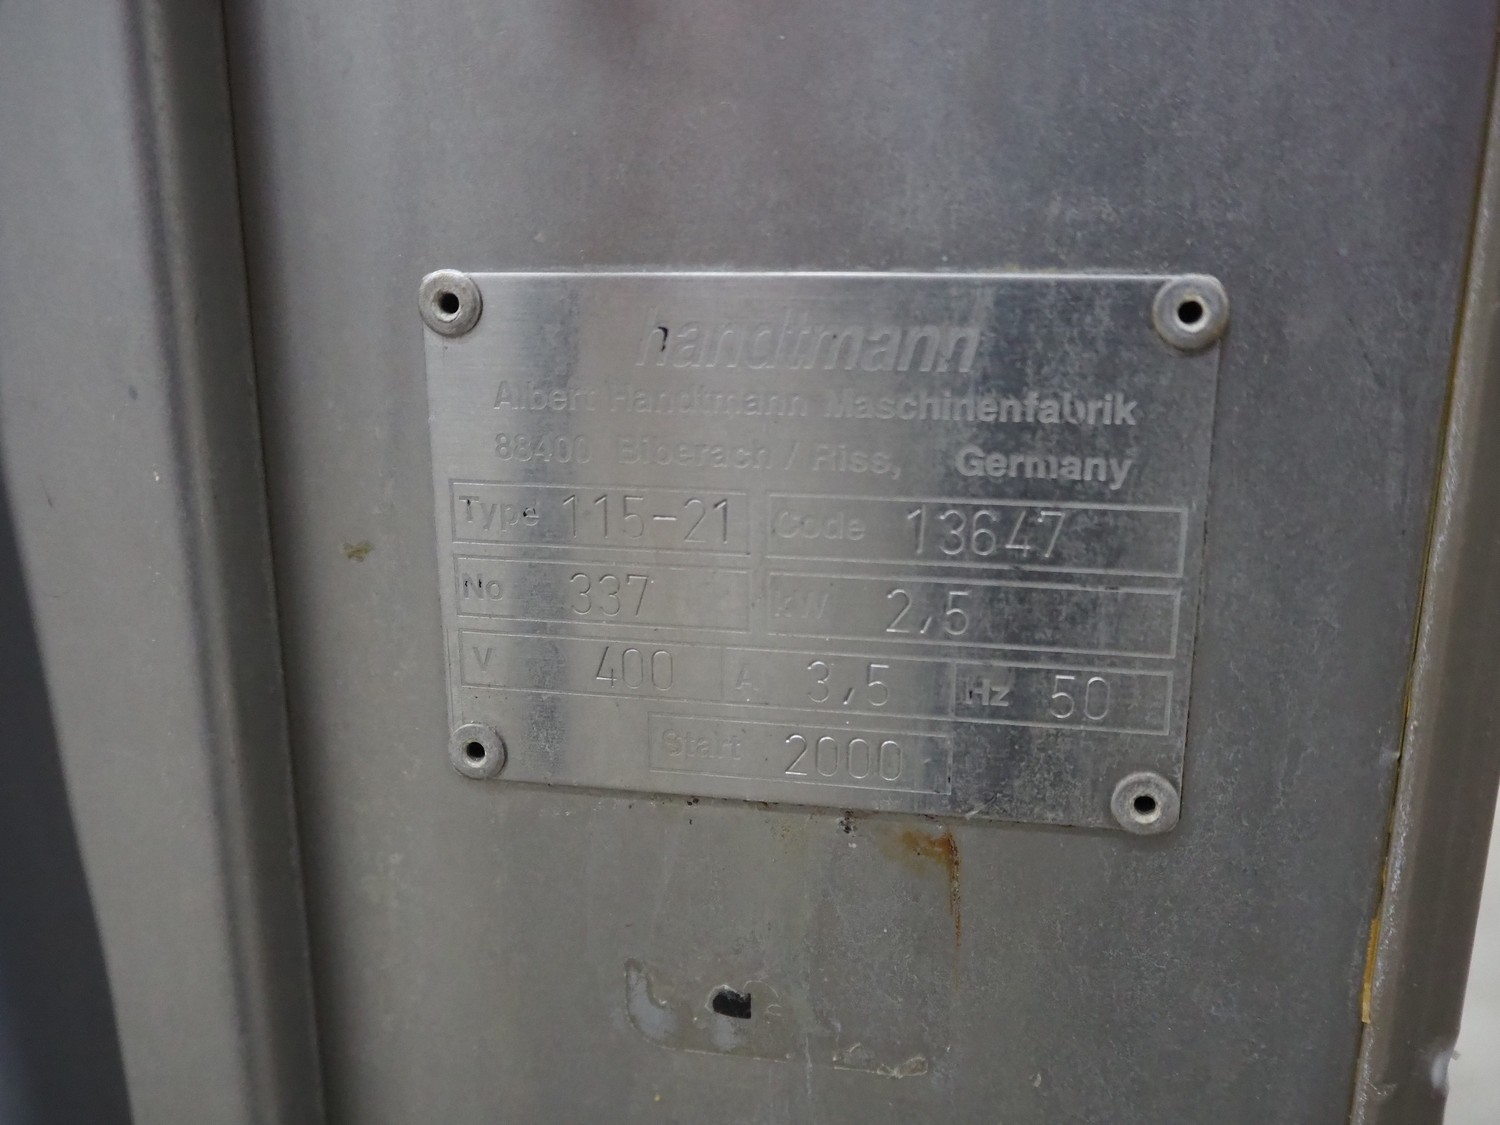 handtmann
Albert Handtmann Maschinenfabrik
88400 Biberach / Riss, Germany
Type 115-21 Code 13647
No 337 kW 2,5
V 400 A 3,5 Hz 50
Start 2000